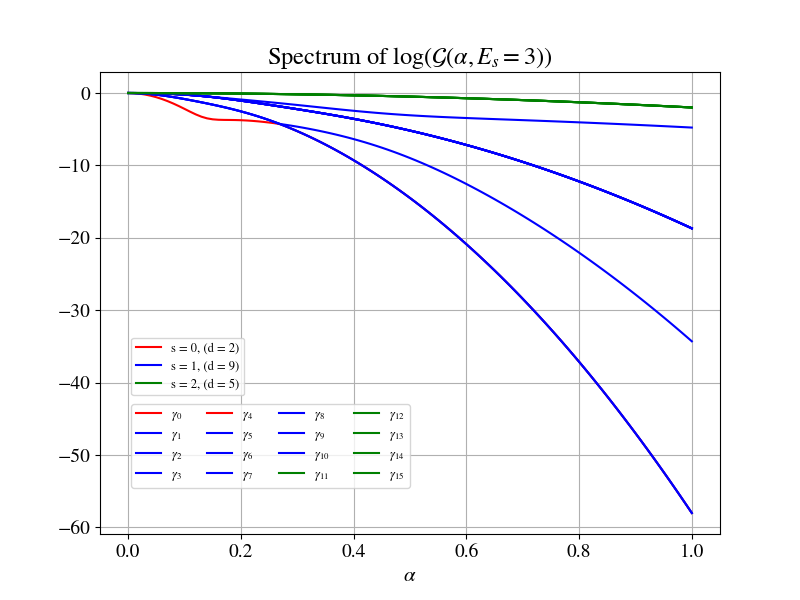 Spectrum of log(𝒢(α, E_s = 3))
0
−10
−20
−30
−40
−50
−60
0.0 0.2 0.4 0.6 0.8 1.0
α
s = 0, (d = 2)
s = 1, (d = 9)
s = 2, (d = 5)
γ₀ γ₄ γ₈ γ₁₂
γ₁ γ₅ γ₉ γ₁₃
γ₂ γ₆ γ₁₀ γ₁₄
γ₃ γ₇ γ₁₁ γ₁₅